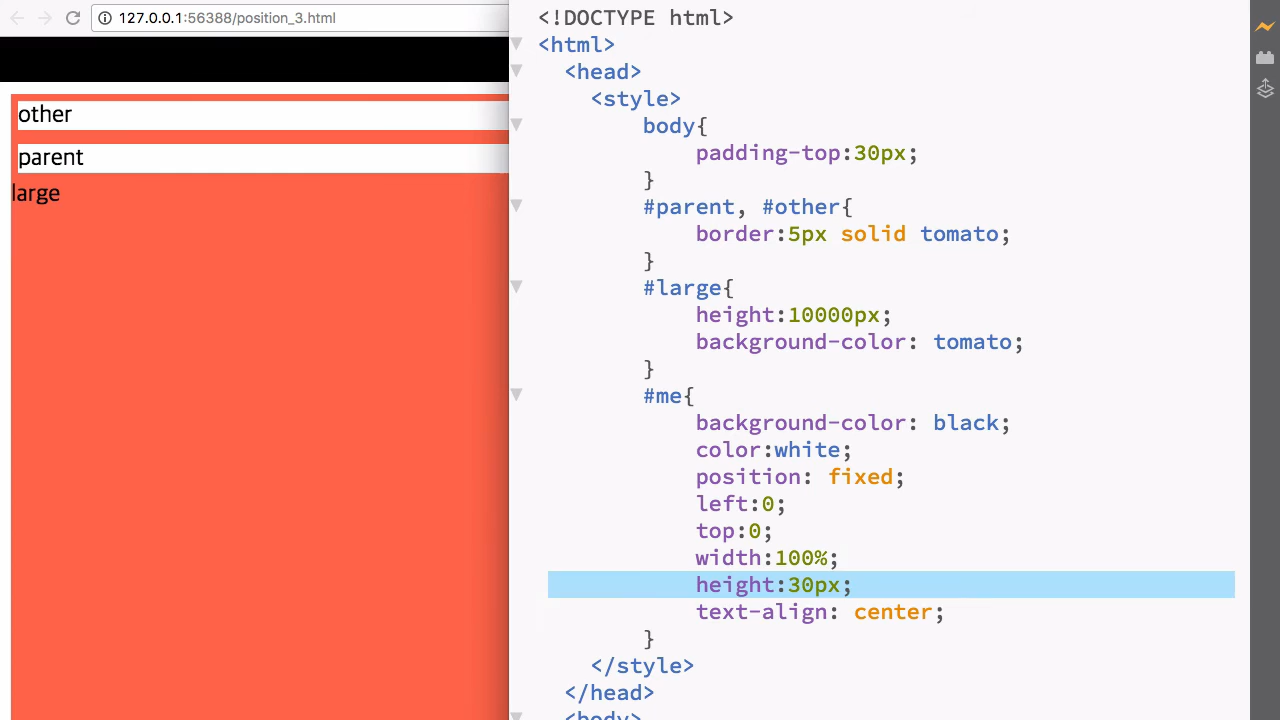 127.0.0.1:56388/position_3.html
other
parent
large
<!DOCTYPE html>
<html>
<head>
<style>
body{
padding-top:30px;
}
#parent, #other{
border:5px solid tomato;
}
#large{
height:10000px;
background-color: tomato;
}
#me{
background-color: black;
color:white;
position: fixed;
left:0;
top:0;
width:100%;
height:30px;
text-align: center;
}
</style>
</head>
<body>